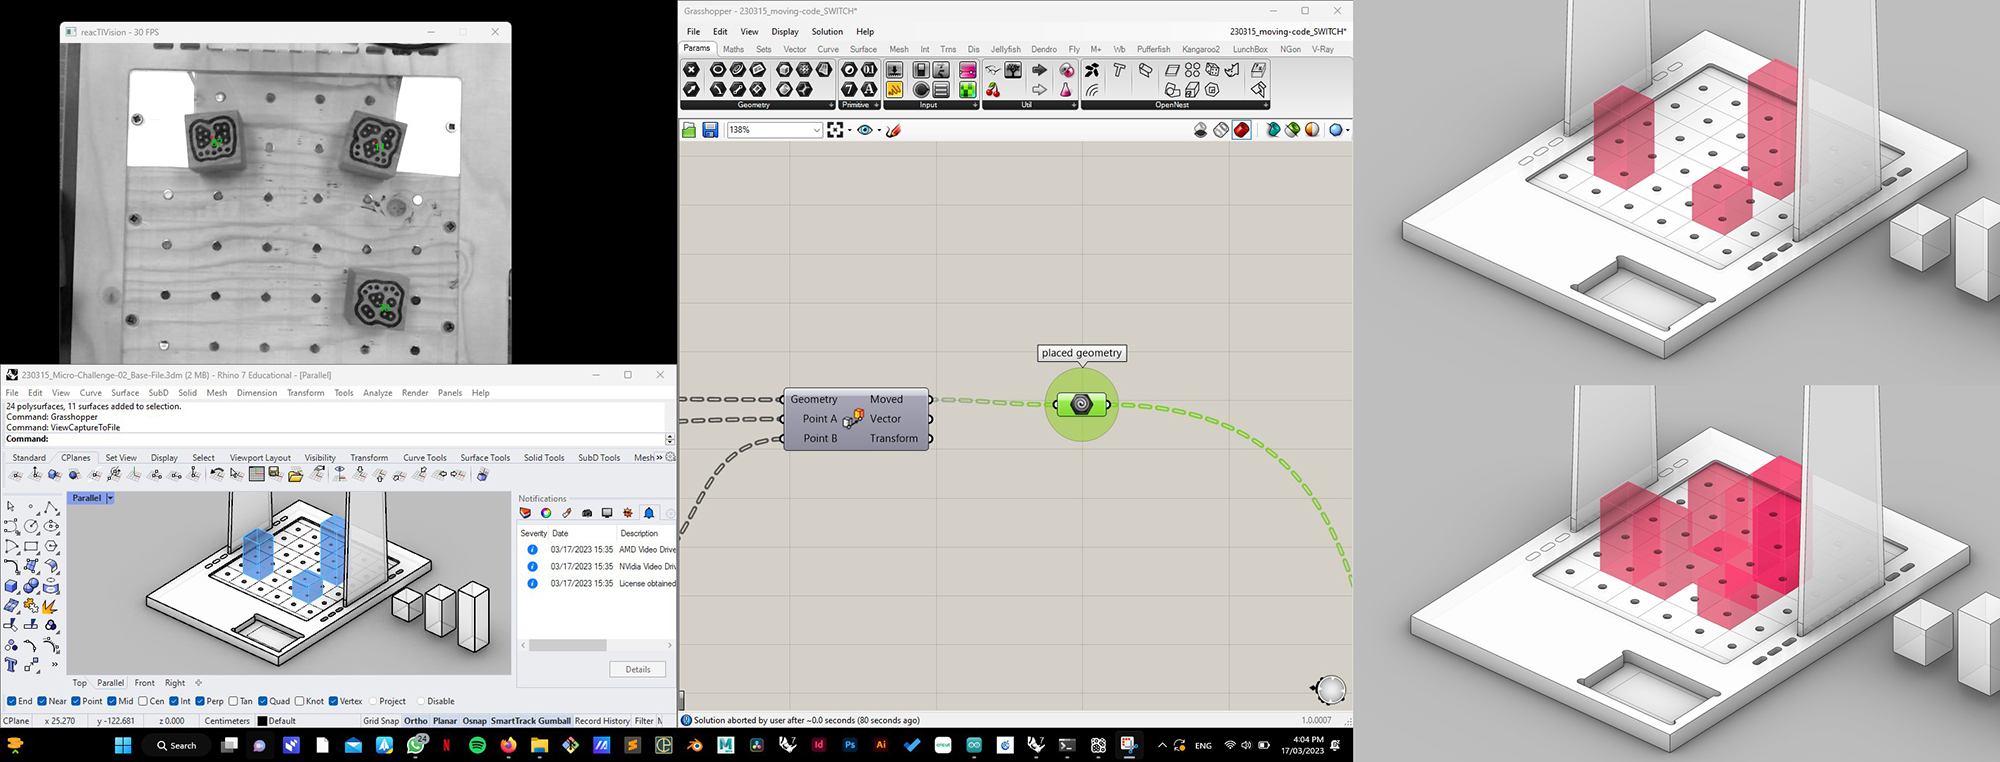 reacTIVision - 30 FPS
Grasshopper - 230315_moving-code_SWITCH*
File Edit View Display Solution Help
230315_moving-code_SWITCH*
Params Maths Sets Vector Curve Surface Mesh Int Trns Dis Jellyfish Dendro Fly M+ Wb Pufferfish Kangaroo2 LunchBox NGon V-Ray
Geometry Primitive Input Util OpenNest
138%
placed geometry
Geometry Moved
Point A Vector
Point B Transform
Solution aborted by user after ~0.0 seconds (80 seconds ago)
1.0.0007
230315_Micro-Challenge-02_Base-File.3dm (2 MB) - Rhino 7 Educational - [Parallel]
File Edit View Curve Surface SubD Solid Mesh Dimension Transform Tools Analyze Render Panels Help
24 polysurfaces, 11 surfaces added to selection.
Command: Grasshopper
Command: ViewCaptureToFile
Command:
Standard CPlanes Set View Display Select Viewport Layout Visibility Transform Curve Tools Surface Tools Solid Tools SubD Tools Mesh
Parallel
Notifications
Severity Date Description
03/17/2023 15:35 AMD Video Drive
03/17/2023 15:35 NVidia Video Dri
03/17/2023 15:35 License obtained
Details
Top Parallel Front Right
End Near Point Mid Cen Int Perp Tan Quad Knot Vertex Project Disable
CPlane x 25.270 y -122.681 z 0.000 Centimeters Default Grid Snap Ortho Planar Osnap SmartTrack Gumball Record History Filter M
Search
24
ENG
4:04 PM
17/03/2023